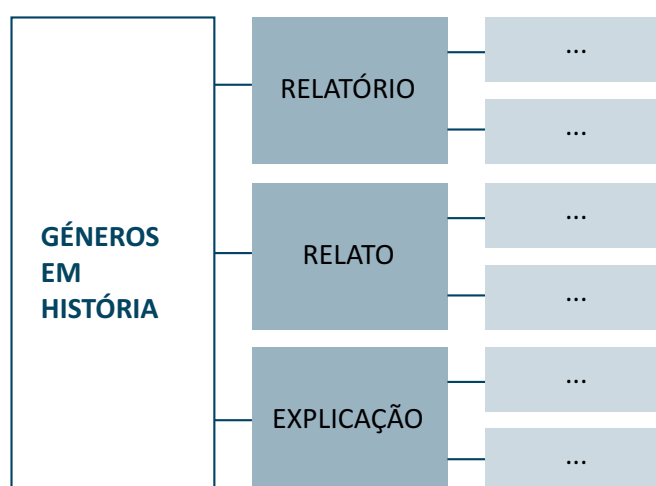 GÉNEROS
EM
HISTÓRIA
RELATÓRIO
...
...
RELATO
...
...
EXPLICAÇÃO
...
...